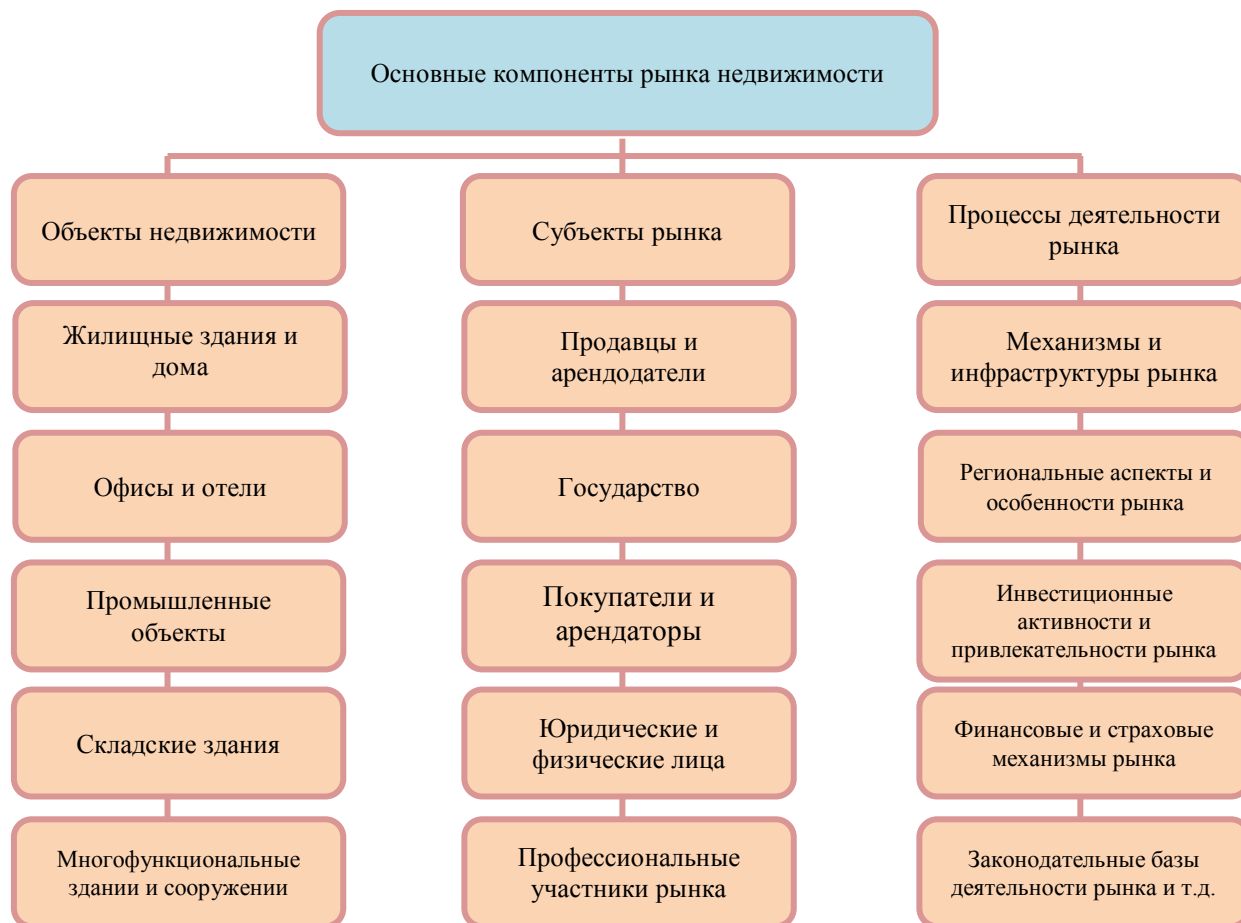 Основные компоненты рынка недвижимости
Объекты недвижимости
Жилищные здания и
дома
Офисы и отели
Промышленные
объекты
Складские здания
Многофункциональные
здании и сооружении
Субъекты рынка
Продавцы и
арендодатели
Государство
Покупатели и
арендаторы
Юридические и
физические лица
Профессиональные
участники рынка
Процессы деятельности
рынка
Механизмы и
инфраструктуры рынка
Региональные аспекты и
особенности рынка
Инвестиционные
активности и
привлекательности рынка
Финансовые и страховые
механизмы рынка
Законодательные базы
деятельности рынка и т.д.